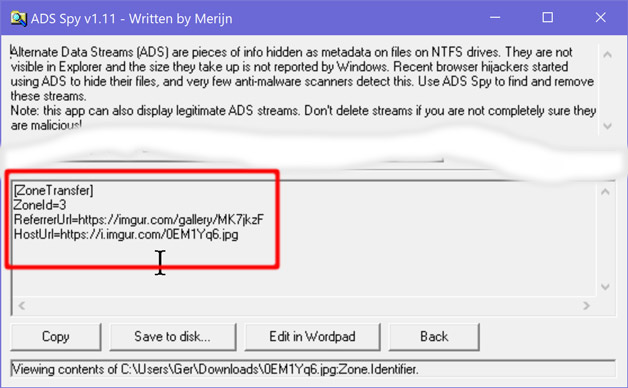 ADS Spy v1.11 - Written by Merijn
Alternate Data Streams (ADS) are pieces of info hidden as metadata on files on NTFS drives. They are not
visible in Explorer and the size they take up is not reported by Windows. Recent browser hijackers started
using ADS to hide their files, and very few anti-malware scanners detect this. Use ADS Spy to find and remove
these streams.
Note: this app can also display legitimate ADS streams. Don't delete streams if you are not completely sure they
are malicious!
[ZoneTransfer]
ZoneId=3
ReferrerUrl=https://imgur.com/gallery/MK7jkzF
HostUrl=https://i.imgur.com/0EM1Yq6.jpg
Copy
Save to disk...
Edit in Wordpad
Back
Viewing contents of C:\Users\Ger\Downloads\0EM1Yq6.jpg:Zone.Identifier.